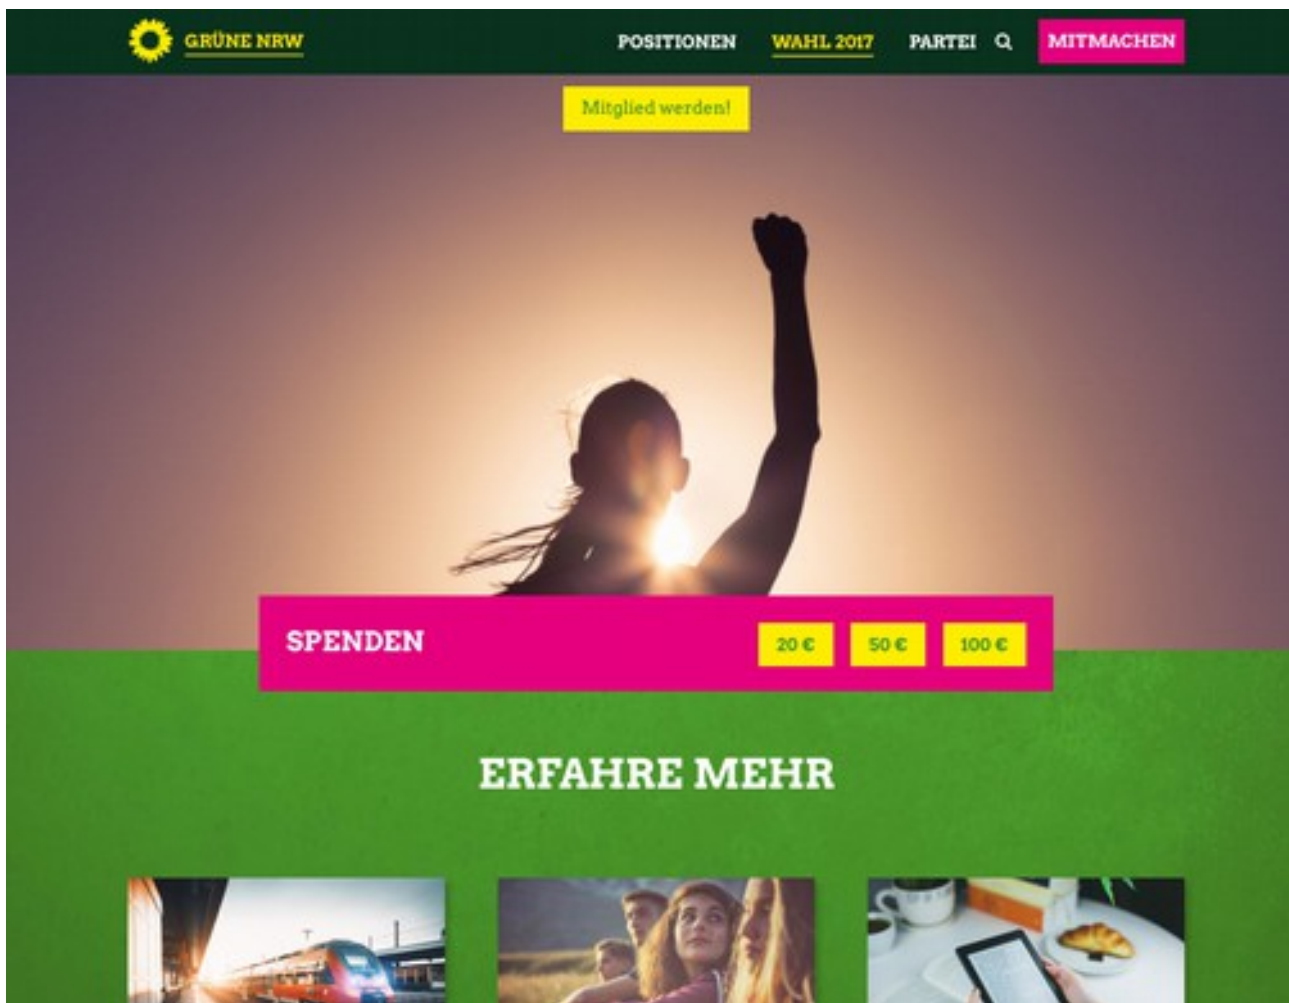 GRÜNE NRW POSITIONEN WAHL 2017 PARTEI MITMACHEN
Mitglied werden!
SPENDEN 20 € 50 € 100 €
ERFAHRE MEHR